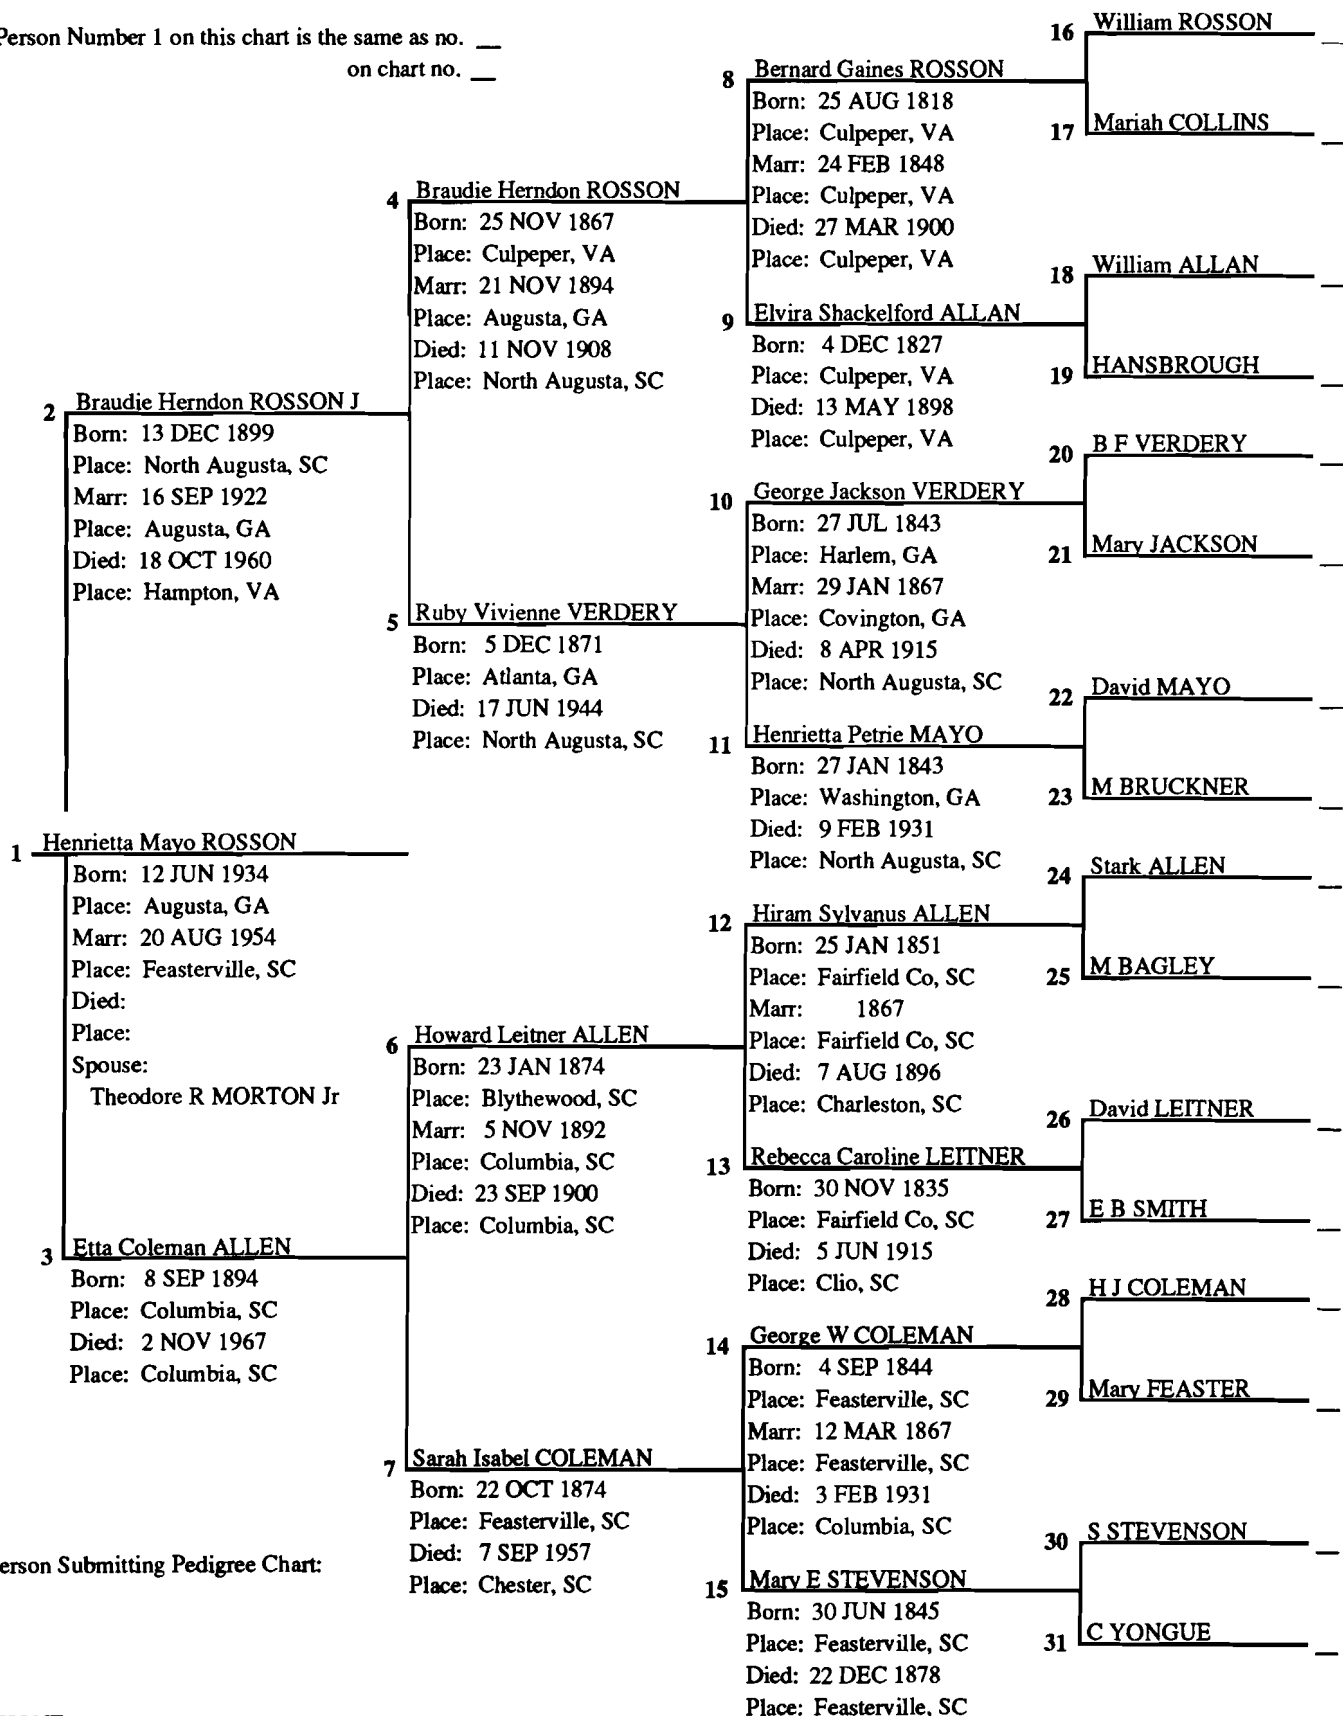 Person Number 1 on this chart is the same as no. __
on chart no. __
1 Henrietta Mayo ROSSON
Born: 12 JUN 1934
Place: Augusta, GA
Marr: 20 AUG 1954
Place: Feasterville, SC
Died:
Place:
Spouse:
Theodore R MORTON Jr
2 Braudie Herndon ROSSON J
Born: 13 DEC 1899
Place: North Augusta, SC
Marr: 16 SEP 1922
Place: Augusta, GA
Died: 18 OCT 1960
Place: Hampton, VA
3 Etta Coleman ALLEN
Born: 8 SEP 1894
Place: Columbia, SC
Died: 2 NOV 1967
Place: Columbia, SC
4 Braudie Herndon ROSSON
Born: 25 NOV 1867
Place: Culpeper, VA
Marr: 21 NOV 1894
Place: Augusta, GA
Died: 11 NOV 1908
Place: North Augusta, SC
5 Ruby Vivienne VERDERY
Born: 5 DEC 1871
Place: Atlanta, GA
Died: 17 JUN 1944
Place: North Augusta, SC
6 Howard Leitner ALLEN
Born: 23 JAN 1874
Place: Blythewood, SC
Marr: 5 NOV 1892
Place: Columbia, SC
Died: 23 SEP 1900
Place: Columbia, SC
7 Sarah Isabel COLEMAN
Born: 22 OCT 1874
Place: Feasterville, SC
Died: 7 SEP 1957
Place: Chester, SC
8 Bernard Gaines ROSSON
Born: 25 AUG 1818
Place: Culpeper, VA
Marr: 24 FEB 1848
Place: Culpeper, VA
Died: 27 MAR 1900
Place: Culpeper, VA
9 Elvira Shackelford ALLAN
Born: 4 DEC 1827
Place: Culpeper, VA
Died: 13 MAY 1898
Place: Culpeper, VA
10 George Jackson VERDERY
Born: 27 JUL 1843
Place: Harlem, GA
Marr: 29 JAN 1867
Place: Covington, GA
Died: 8 APR 1915
Place: North Augusta, SC
11 Henrietta Petrie MAYO
Born: 27 JAN 1843
Place: Washington, GA
Died: 9 FEB 1931
Place: North Augusta, SC
12 Hiram Sylvanus ALLEN
Born: 25 JAN 1851
Place: Fairfield Co, SC
Marr: 1867
Place: Fairfield Co, SC
Died: 7 AUG 1896
Place: Charleston, SC
13 Rebecca Caroline LEITNER
Born: 30 NOV 1835
Place: Fairfield Co, SC
Died: 5 JUN 1915
Place: Clio, SC
14 George W COLEMAN
Born: 4 SEP 1844
Place: Feasterville, SC
Marr: 12 MAR 1867
Place: Feasterville, SC
Died: 3 FEB 1931
Place: Columbia, SC
15 Mary E STEVENSON
Born: 30 JUN 1845
Place: Feasterville, SC
Died: 22 DEC 1878
Place: Feasterville, SC
16 William ROSSON
17 Mariah COLLINS
18 William ALLAN
19 HANSBROUGH
20 B F VERDERY
21 Mary JACKSON
22 David MAYO
23 M BRUCKNER
24 Stark ALLEN
25 M BAGLEY
26 David LEITNER
27 E B SMITH
28 H J COLEMAN
29 Mary FEASTER
30 S STEVENSON
31 C YONGUE
erson Submitting Pedigree Chart: